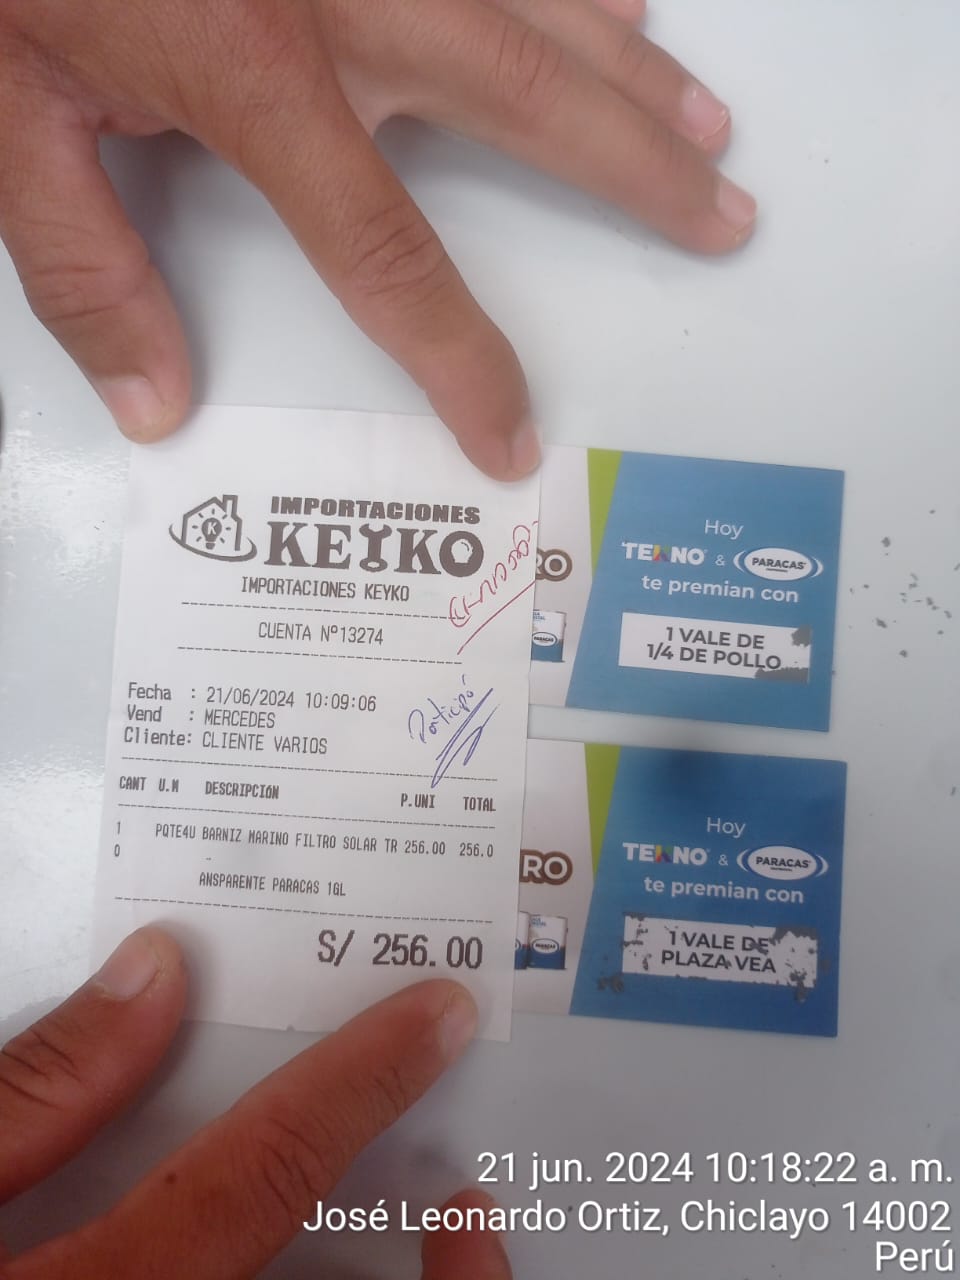 IMPORTACIONES
KEYKO
IMPORTACIONES KEYKO
CUENTA Nº13274
Participó
Fecha : 21/06/2024 10:09:06
Vend : MERCEDES
Cliente: CLIENTE VARIOS
CANT U.M DESCRIPCIÓN P.UNI TOTAL
1 PQTE4U BARNIZ MARINO FILTRO SOLAR TR 256.00 256.0
0 -
ANSPARENTE PARACAS 1GL
S/ 256.00
RO
PARACAS
Hoy
TEKNO & PARACAS
te premian con
1 VALE DE
1/4 DE POLLO
RO
PARACAS
Hoy
TEKNO & PARACAS
te premian con
1 VALE DE
PLAZA VEA
21 jun. 2024 10:18:22 a. m.
José Leonardo Ortiz, Chiclayo 14002
Perú